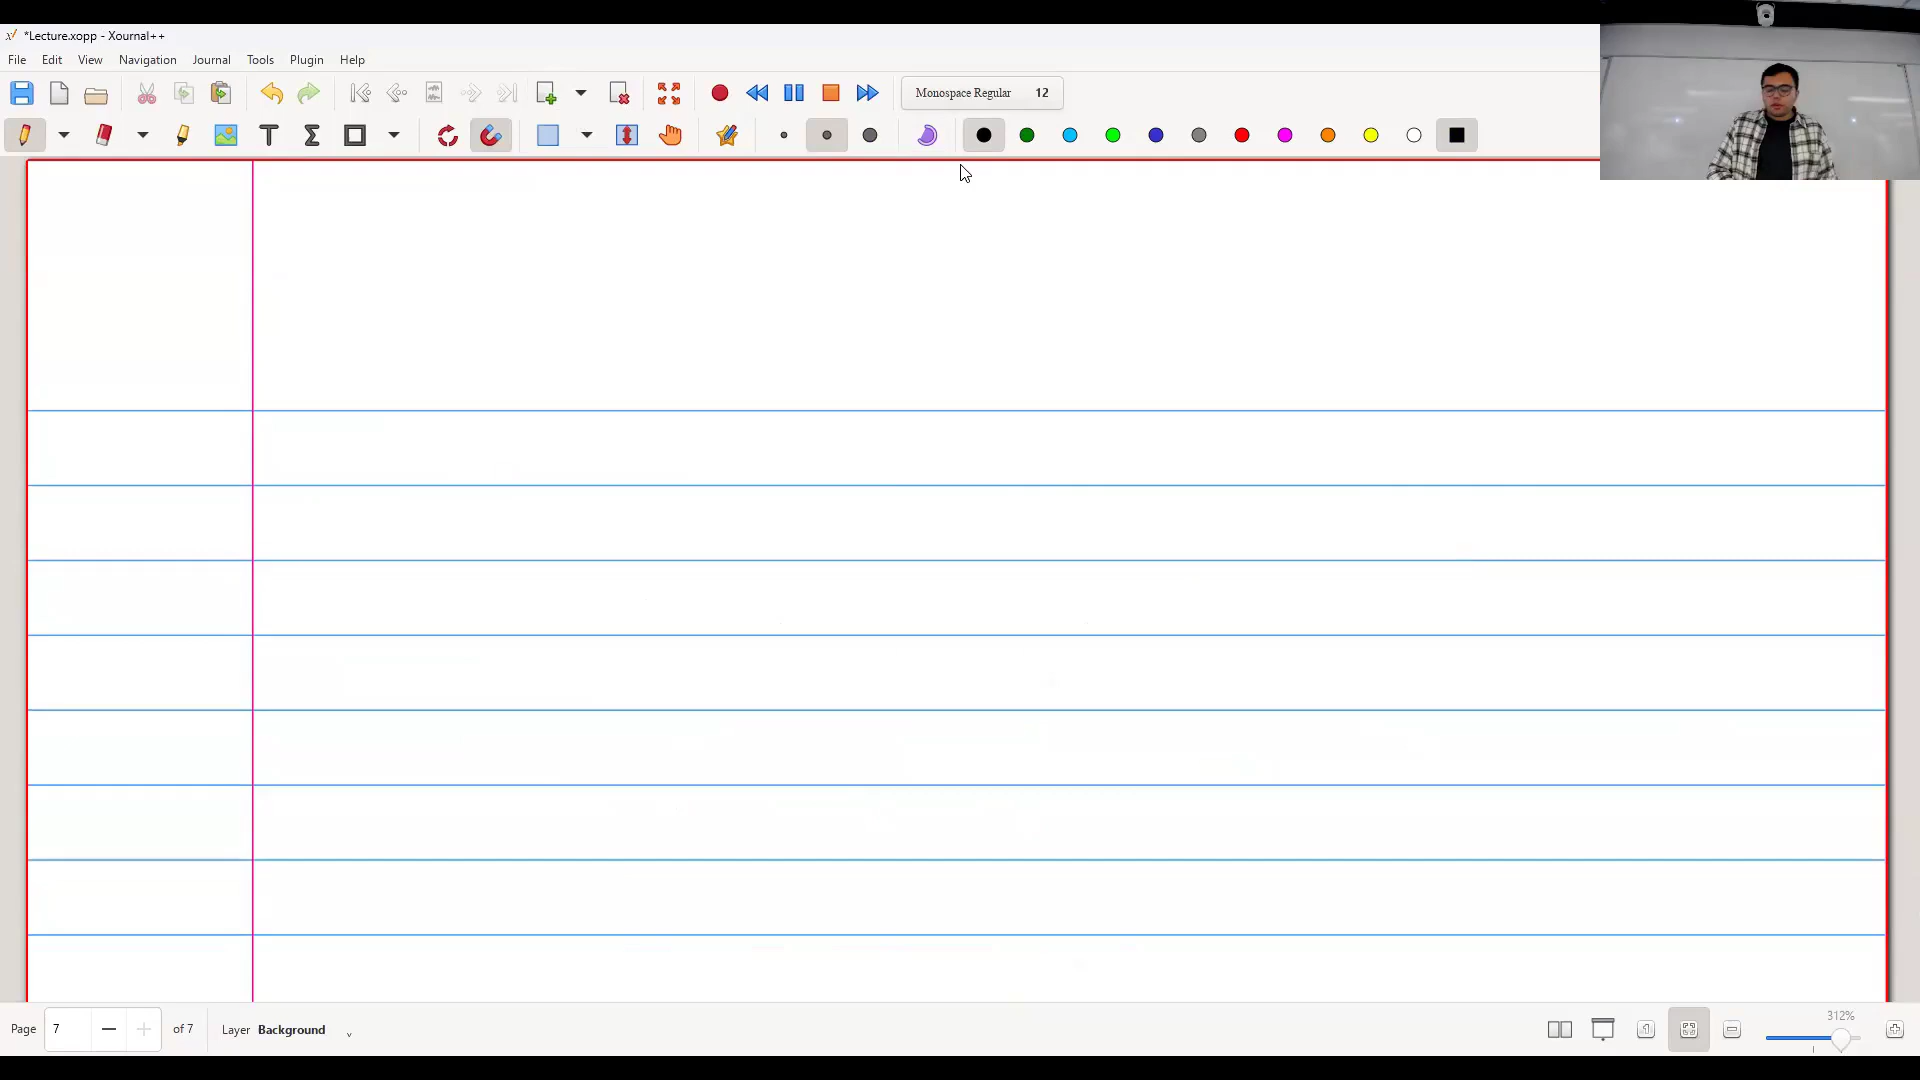 *Lecture.xopp - Xournal++
File Edit View Navigation Journal Tools Plugin Help
Monospace Regular 12
Page 7 of 7 Layer Background 312%